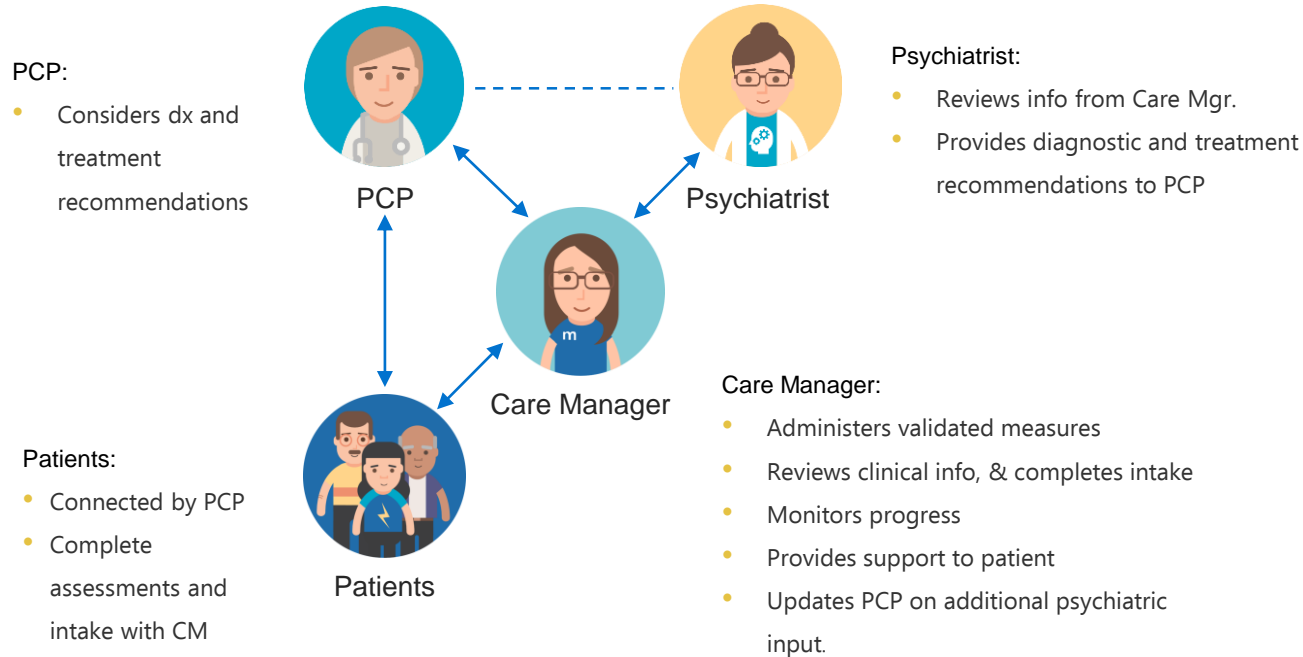 PCP:
• Considers dx and
treatment
recommendations
PCP
Psychiatrist
Psychiatrist:
• Reviews info from Care Mgr.
• Provides diagnostic and treatment
recommendations to PCP
m
Care Manager
Patients:
• Connected by PCP
• Complete
assessments and
intake with CM
Patients
Care Manager:
• Administers validated measures
• Reviews clinical info, & completes intake
• Monitors progress
• Provides support to patient
• Updates PCP on additional psychiatric
input.